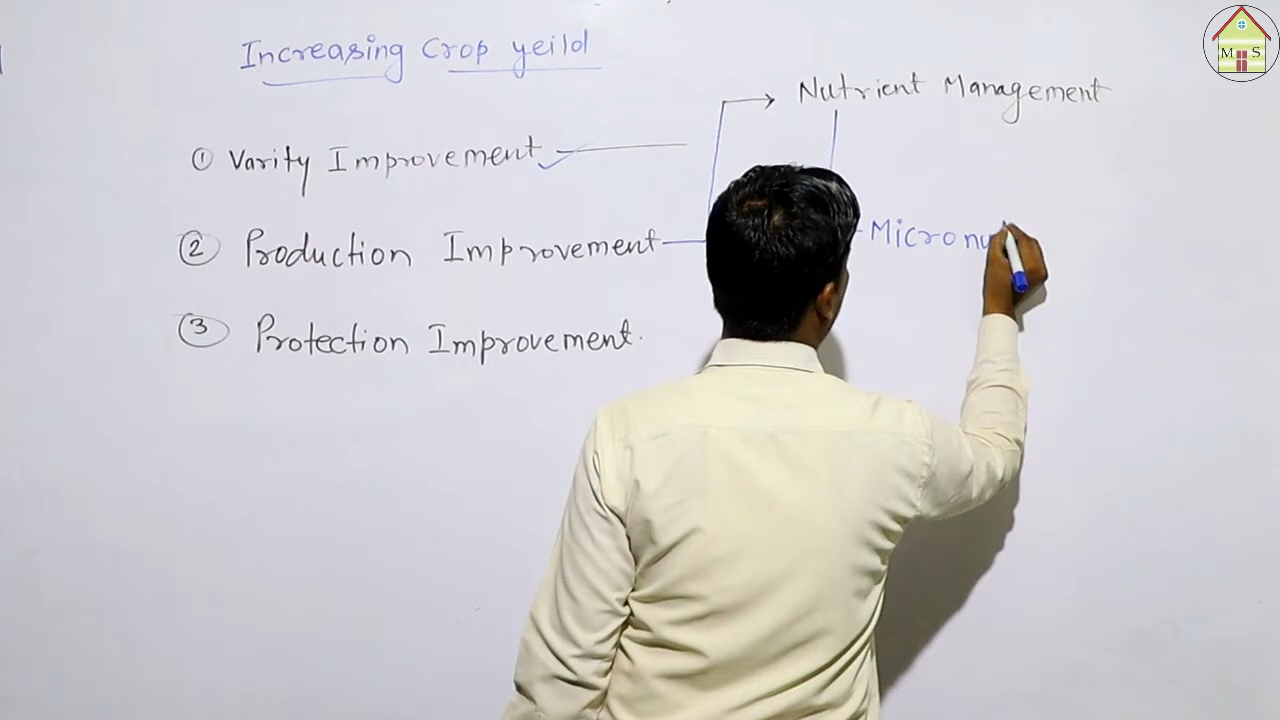 Increasing Crop yeild
① Varity Improvement
② Production Improvement
③ Protection Improvement.
Nutrient Management
Micronu
M S